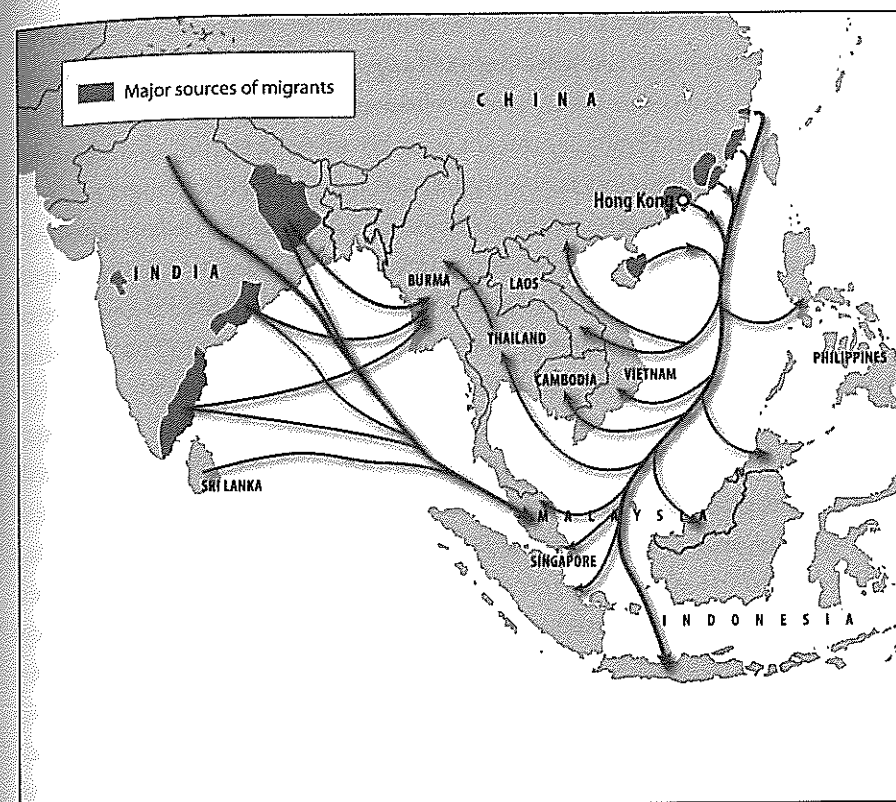 Major sources of migrants
CHINA
Hong Kong
INDIA
BURMA
LAOS
THAILAND
CAMBODIA
VIETNAM
PHILIPPINES
SRI LANKA
MALAYSIA
SINGAPORE
INDONESIA